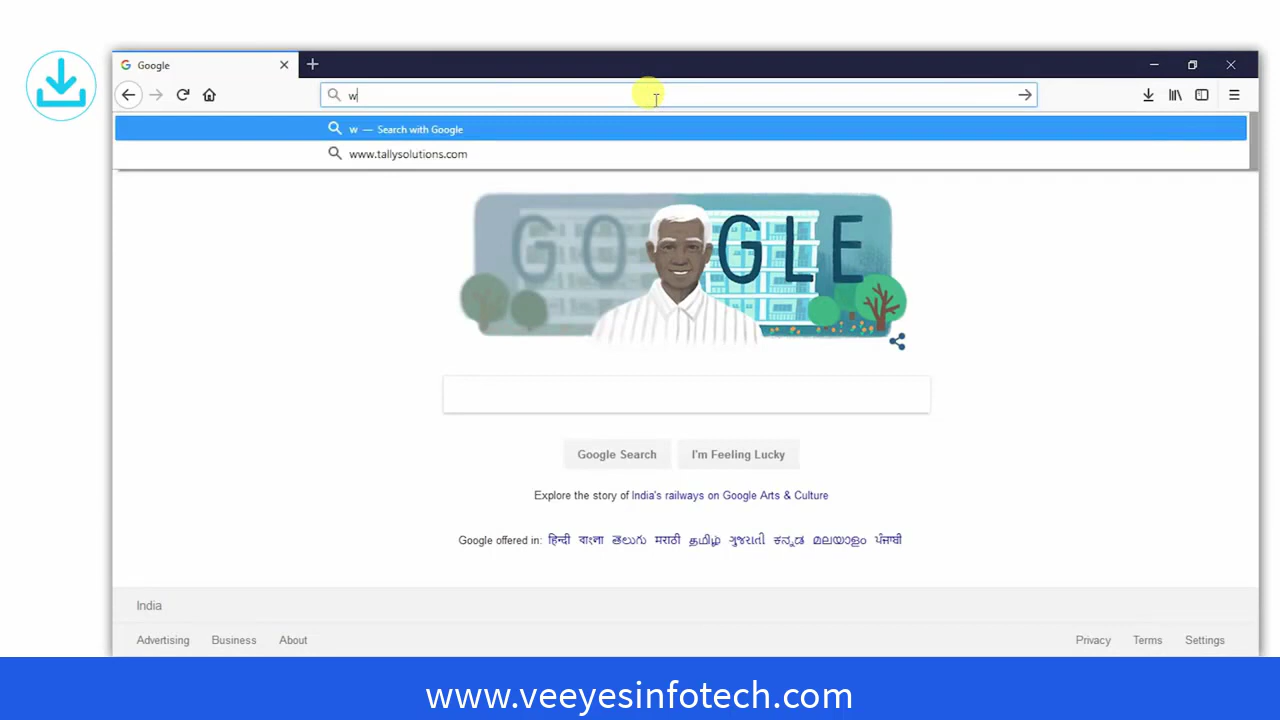 Google
w
w — Search with Google
www.tallysolutions.com
GOOGLE
Google Search I'm Feeling Lucky
Explore the story of India's railways on Google Arts & Culture
Google offered in: हिन्दी বাংলা తెలుగు मराठी தமிழ் ગુજરાતી ಕನ್ನಡ മലയാളം ਪੰਜਾਬੀ
India
Advertising Business About Privacy Terms Settings
www.veeyesinfotech.com